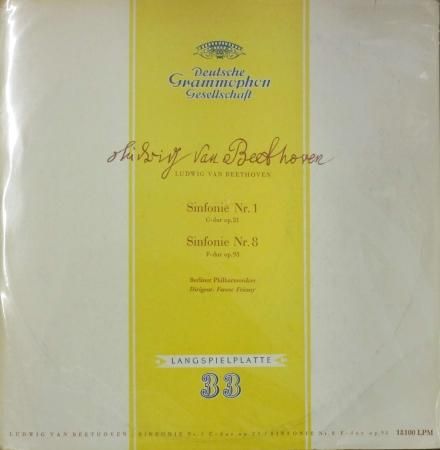 Deutsche
Grammophon
Gesellschaft
Ludwig van Beethoven
LUDWIG VAN BEETHOVEN
Sinfonie Nr. 1
C-dur op. 21
Sinfonie Nr. 8
F-dur op. 93
Berliner Philharmoniker
Dirigent: Ferenc Fricsay
LANGSPIELPLATTE
33
LUDWIG VAN BEETHOVEN / SINFONIE Nr. 1 C-dur op. 21 / SINFONIE Nr. 8 F-dur op. 93
18100 LPM